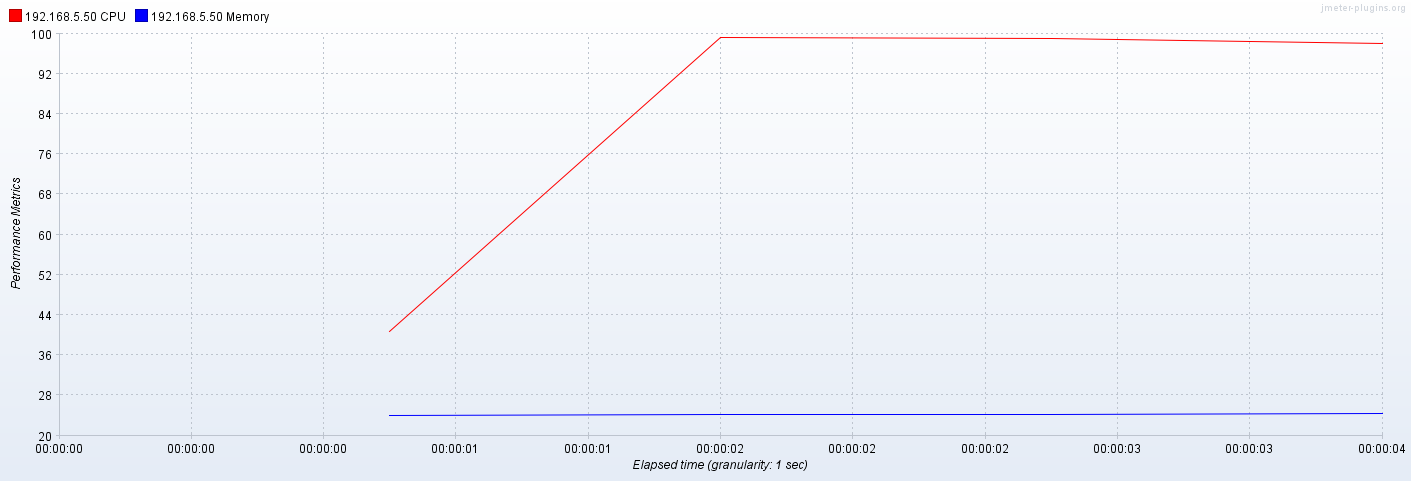 jmeter-plugins.org
192.168.5.50 CPU 192.168.5.50 Memory
100
92
84
76
68
60
52
44
36
28
20
Performance Metrics
00:00:00 00:00:00 00:00:00 00:00:01 00:00:01 00:00:02 00:00:02 00:00:02 00:00:03 00:00:03 00:00:04
Elapsed time (granularity: 1 sec)